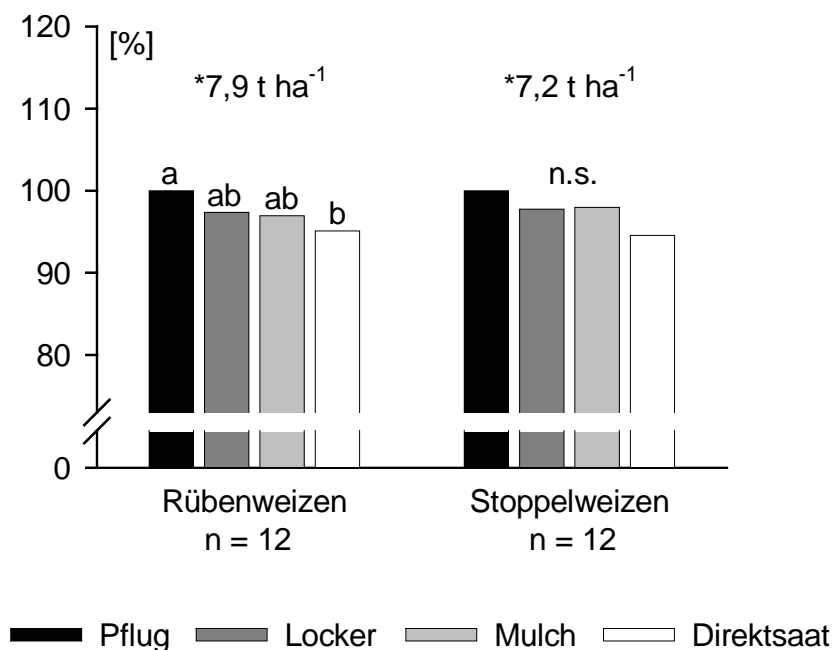 120
[%]
*7,9 t ha⁻¹ *7,2 t ha⁻¹
110
100
a ab ab b n.s.
90
80
0
Rübenweizen Stoppelweizen
n = 12 n = 12
Pflug Locker Mulch Direktsaat